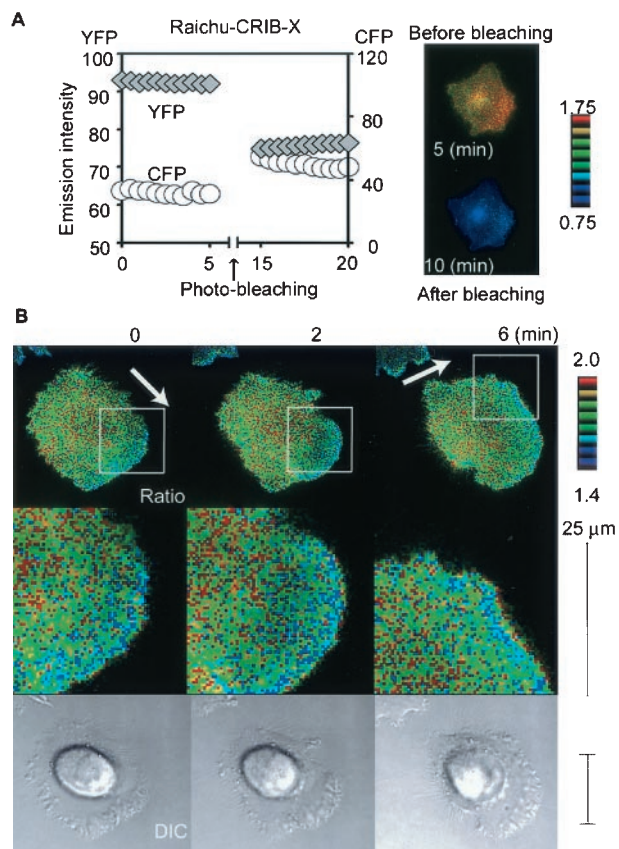 A
YFP Raichu-CRIB-X CFP Before bleaching
100 120
90 80
80 40
70 0
60
50
Emission intensity
YFP
CFP
0 5 15 20
Photo-bleaching
1.75
5 (min)
0.75
10 (min)
After bleaching
B
0 2 6 (min)
2.0
Ratio
1.4
25 μm
DIC